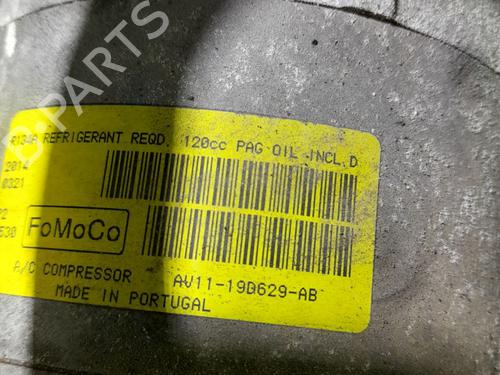 R134A REFRIGERANT REQD. 120cc PAG OIL INCL.D
2014
0321
FoMoCo
A/C COMPRESSOR AV11-19D629-AB
MADE IN PORTUGAL
B PARTS